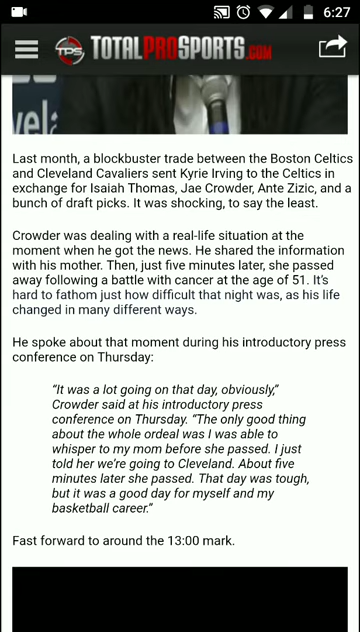 6:27
TPS TOTALPROSPORTS.COM
vela
Last month, a blockbuster trade between the Boston Celtics
and Cleveland Cavaliers sent Kyrie Irving to the Celtics in
exchange for Isaiah Thomas, Jae Crowder, Ante Zizic, and a
bunch of draft picks. It was shocking, to say the least.
Crowder was dealing with a real-life situation at the
moment when he got the news. He shared the information
with his mother. Then, just five minutes later, she passed
away following a battle with cancer at the age of 51. It's
hard to fathom just how difficult that night was, as his life
changed in many different ways.
He spoke about that moment during his introductory press
conference on Thursday:
“It was a lot going on that day, obviously,”
Crowder said at his introductory press
conference on Thursday. “The only good thing
about the whole ordeal was I was able to
whisper to my mom before she passed. I just
told her we're going to Cleveland. About five
minutes later she passed. That day was tough,
but it was a good day for myself and my
basketball career.”
Fast forward to around the 13:00 mark.